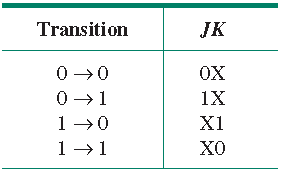 Transition JK
0 → 0 0X
0 → 1 1X
1 → 0 X1
1 → 1 X0